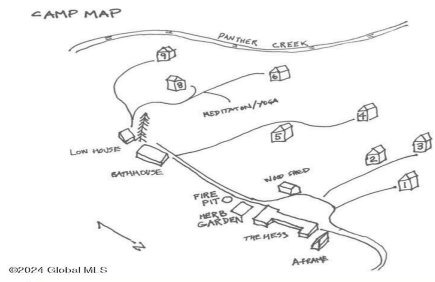 CAMP MAP
PANTHER CREEK
9
8
6
MEDITATION/YOGA
4
5
3
2
1
LOW HOUSE
BATHHOUSE
WOOD SHED
FIRE PIT
HERB GARDEN
THE MESS
A-FRAME
N
©2024 Global MLS